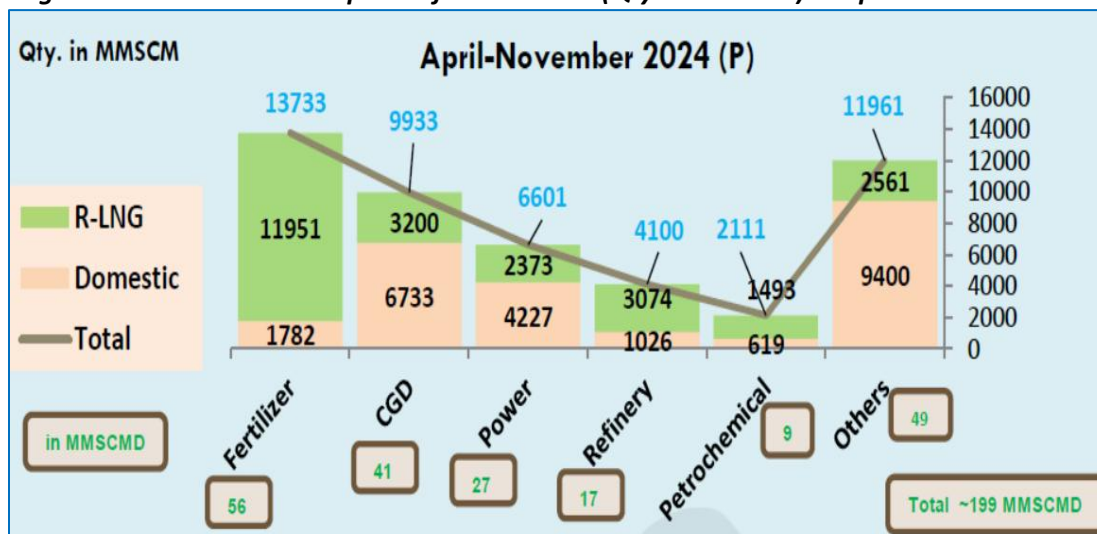 Qty. in MMSCM
April-November 2024 (P)
13733
9933
6601
4100
2111
11961
16000
14000
12000
10000
8000
6000
4000
2000
0
R-LNG
Domestic
Total
11951
3200
2373
3074
1493
2561
1782
6733
4227
1026
619
9400
Fertilizer
CGD
Power
Refinery
Petrochemical
Others
in MMSCMD
56
41
27
17
9
49
Total ~199 MMSCMD